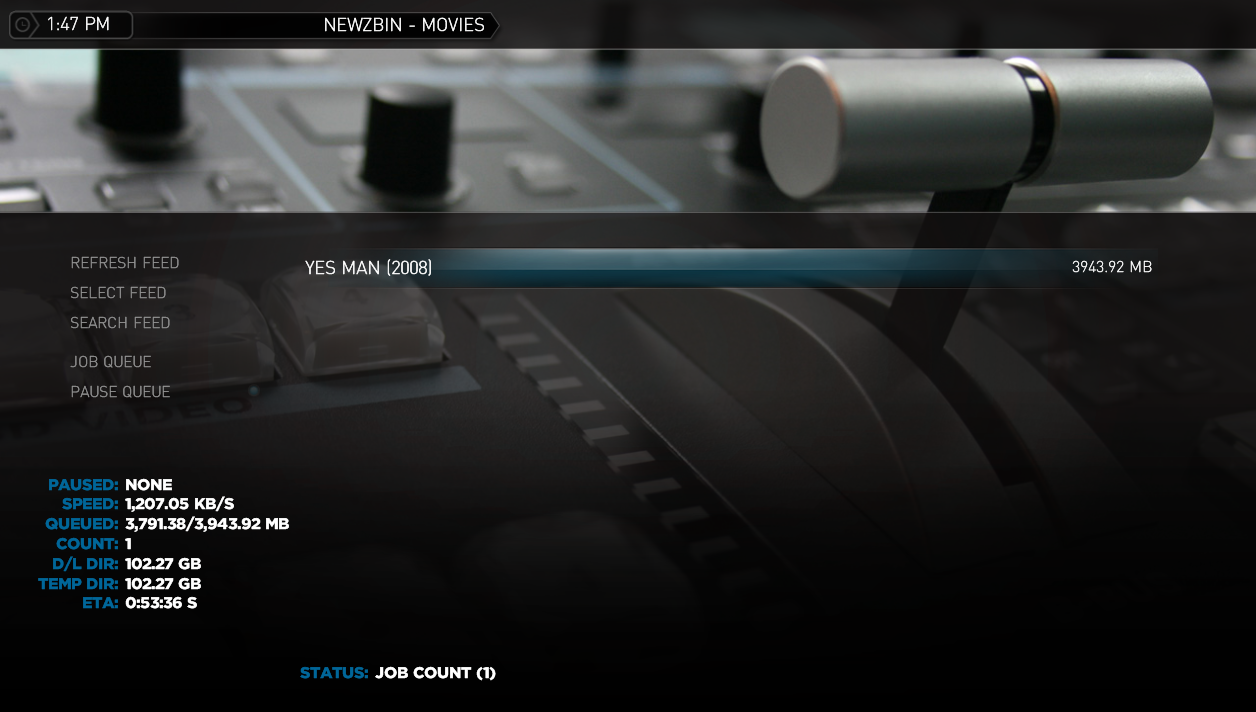 1:47 PM
NEWZBIN - MOVIES
REFRESH FEED
SELECT FEED
SEARCH FEED
JOB QUEUE
PAUSE QUEUE
YES MAN (2008)
3943.92 MB
A
VIDEO
PAUSED: NONE
SPEED: 1,207.05 KB/S
QUEUED: 3,791.38/3,943.92 MB
COUNT: 1
D/L DIR: 102.27 GB
TEMP DIR: 102.27 GB
ETA: 0:53:36 S
STATUS: JOB COUNT (1)